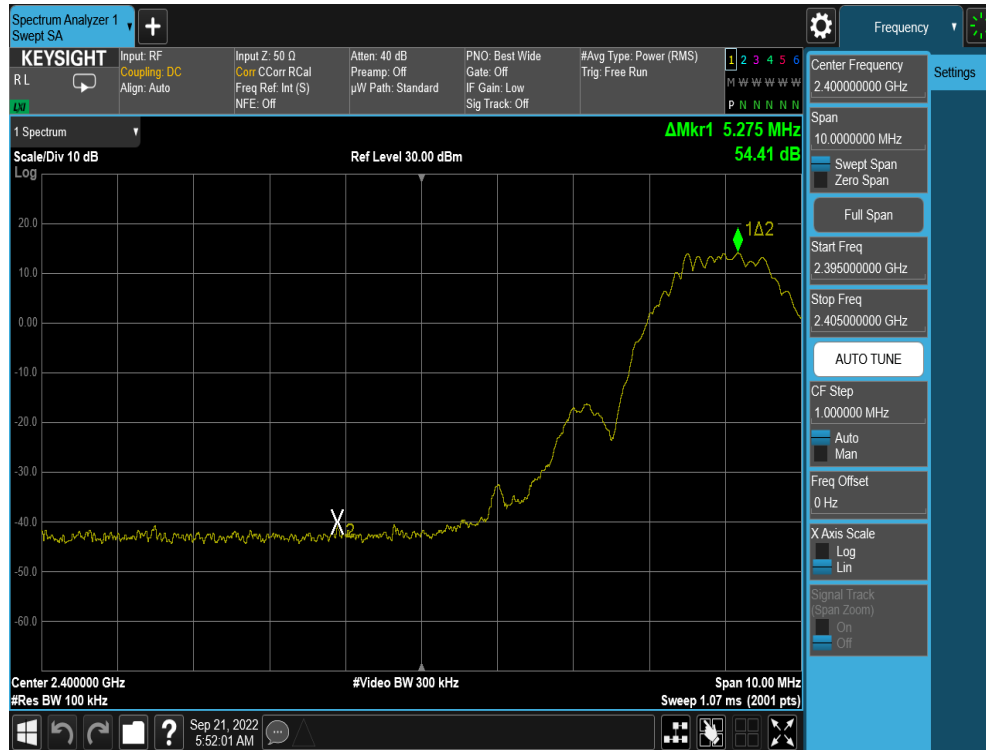 Spectrum Analyzer 1
Swept SA
+
Frequency
KEYSIGHT
R L
LXI
Input: RF
Coupling: DC
Align: Auto
Input Z: 50 Ω
Corr CCorr RCal
Freq Ref: Int (S)
NFE: Off
Atten: 40 dB
Preamp: Off
µW Path: Standard
PNO: Best Wide
Gate: Off
IF Gain: Low
Sig Track: Off
#Avg Type: Power (RMS)
Trig: Free Run
1 2 3 4 5 6
M W W W W W
P N N N N N
1 Spectrum
Scale/Div 10 dB
Log
Ref Level 30.00 dBm
ΔMkr1 5.275 MHz
54.41 dB
20.0
10.0
0.00
-10.0
-20.0
-30.0
-40.0
-50.0
-60.0
1Δ2
X2
Center 2.400000 GHz
#Res BW 100 kHz
#Video BW 300 kHz
Span 10.00 MHz
Sweep 1.07 ms (2001 pts)
?
Sep 21, 2022
5:52:01 AM
Center Frequency
2.400000000 GHz
Span
10.0000000 MHz
Swept Span
Zero Span
Full Span
Start Freq
2.395000000 GHz
Stop Freq
2.405000000 GHz
AUTO TUNE
CF Step
1.000000 MHz
Auto
Man
Freq Offset
0 Hz
X Axis Scale
Log
Lin
Signal Track
(Span Zoom)
On
Off
Settings